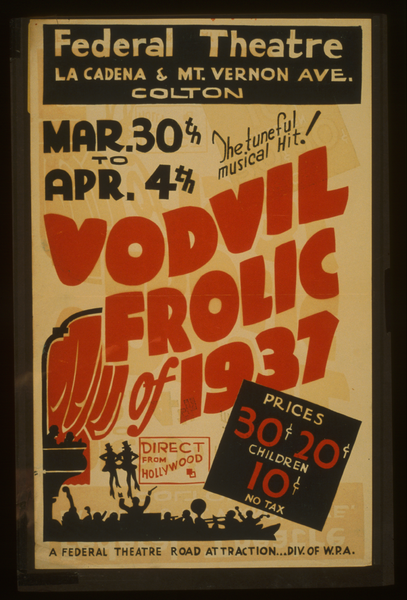 Federal Theatre
LA CADENA & MT. VERNON AVE.
COLTON
MAR. 30th
TO
APR. 4th
The tuneful
musical Hit!
VODVIL
FROLIC
of 1937
DIRECT
FROM
HOLLYWOOD
PRICES
30¢ 20¢
CHILDREN
10¢
NO TAX
A FEDERAL THEATRE ROAD ATTRACTION...DIV. OF W.P.A.